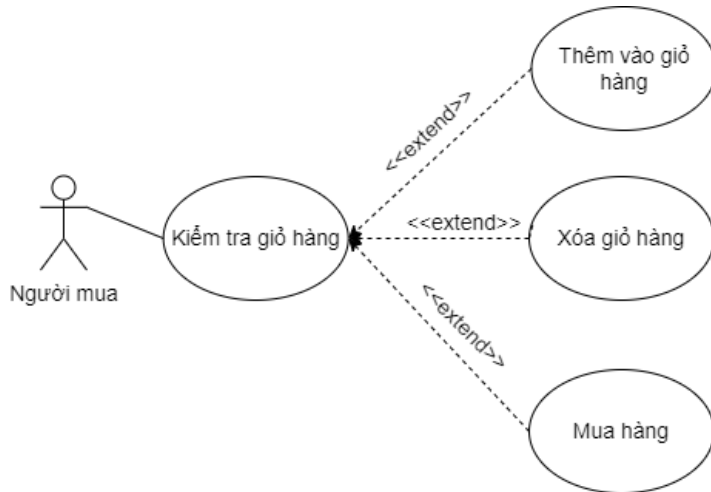 Thêm vào giỏ
hàng
<<extend>>
Người mua
Kiểm tra giỏ hàng
<<extend>>
Xóa giỏ hàng
<<extend>>
Mua hàng